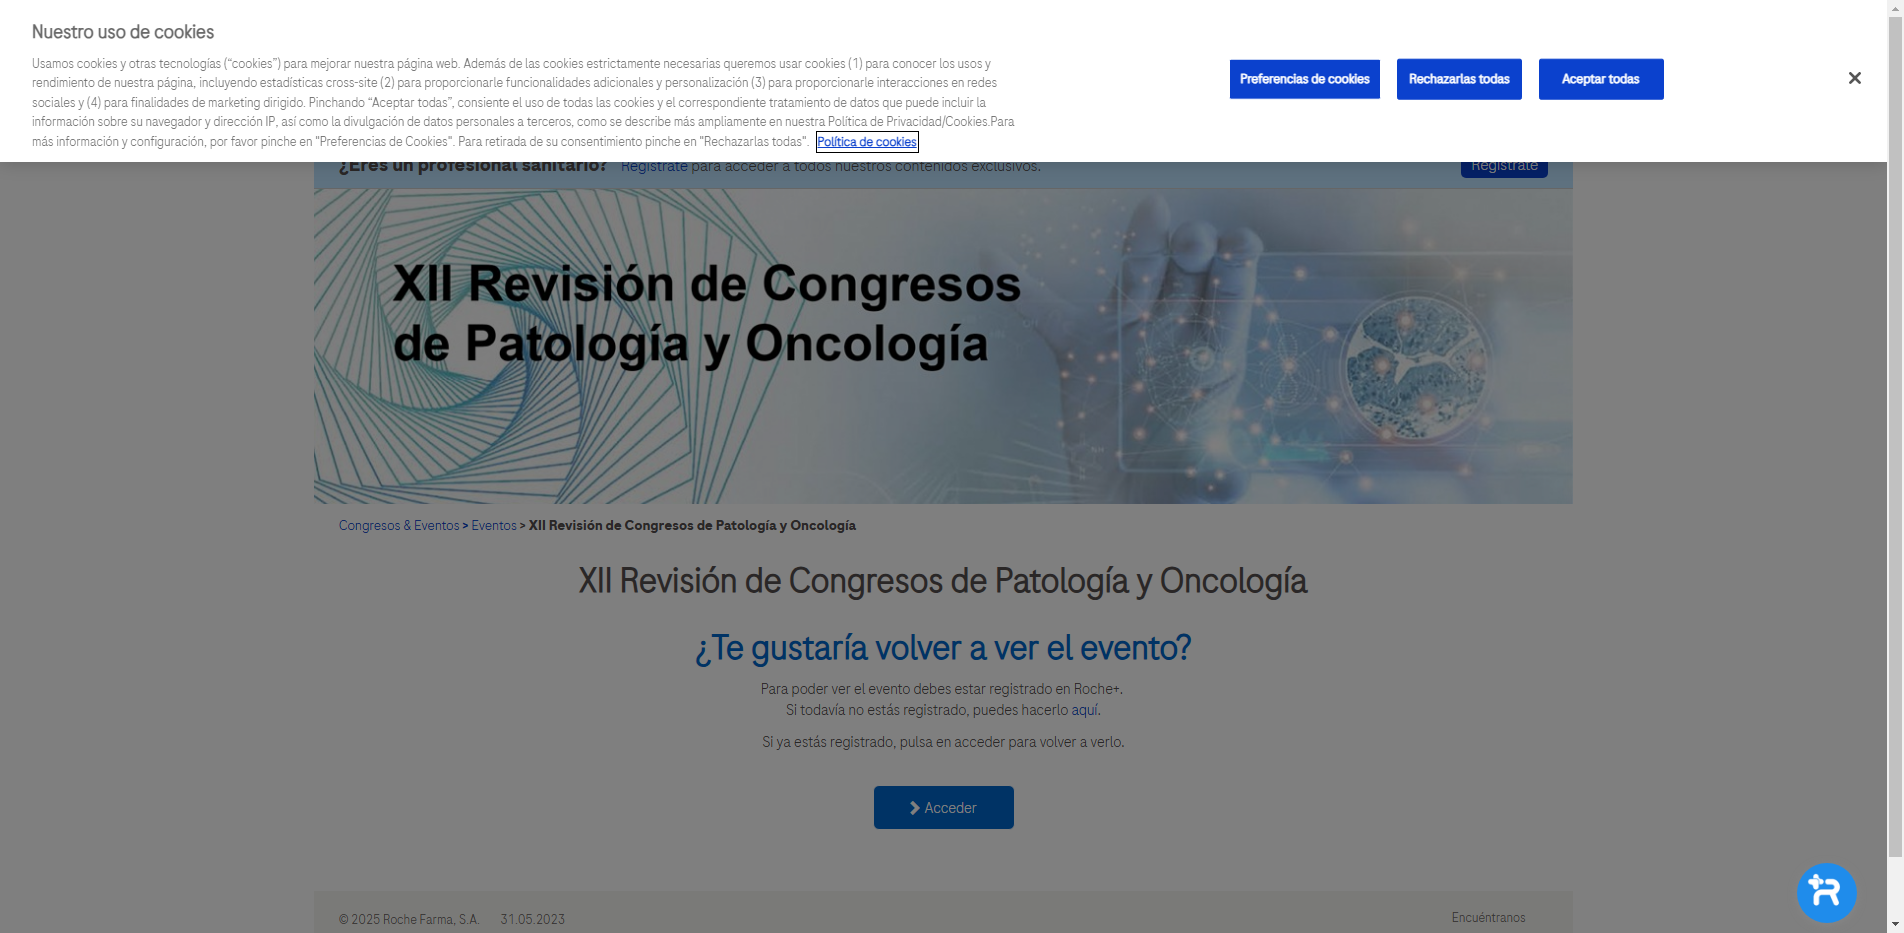 Nuestro uso de cookies
Usamos cookies y otras tecnologías (“cookies”) para mejorar nuestra página web. Además de las cookies estrictamente necesarias queremos usar cookies (1) para conocer los usos y
rendimiento de nuestra página, incluyendo estadísticas cross-site (2) para proporcionarle funcionalidades adicionales y personalización (3) para proporcionarle interacciones en redes
sociales y (4) para finalidades de marketing dirigido. Pinchando “Aceptar todas”, consiente el uso de todas las cookies y el correspondiente tratamiento de datos que puede incluir la
información sobre su navegador y dirección IP, así como la divulgación de datos personales a terceros, como se describe más ampliamente en nuestra Política de Privacidad/Cookies.Para
más información y configuración, por favor pinche en "Preferencias de Cookies". Para retirada de su consentimiento pinche en "Rechazarlas todas". Política de cookies
Preferencias de cookies
Rechazarlas todas
Aceptar todas
¿Eres un profesional sanitario? Regístrate para acceder a todos nuestros contenidos exclusivos.
Regístrate
XII Revisión de Congresos
de Patología y Oncología
Congresos & Eventos > Eventos > XII Revisión de Congresos de Patología y Oncología
XII Revisión de Congresos de Patología y Oncología
¿Te gustaría volver a ver el evento?
Para poder ver el evento debes estar registrado en Roche+.
Si todavía no estás registrado, puedes hacerlo aquí.
Si ya estás registrado, pulsa en acceder para volver a verlo.
Acceder
© 2025 Roche Farma, S.A. 31.05.2023
Encuéntranos